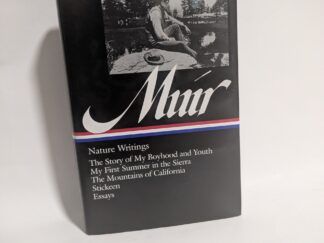 Muir
Nature Writings
The Story of My Boyhood and Youth
My First Summer in the Sierra
The Mountains of California
Stickeen
Essays